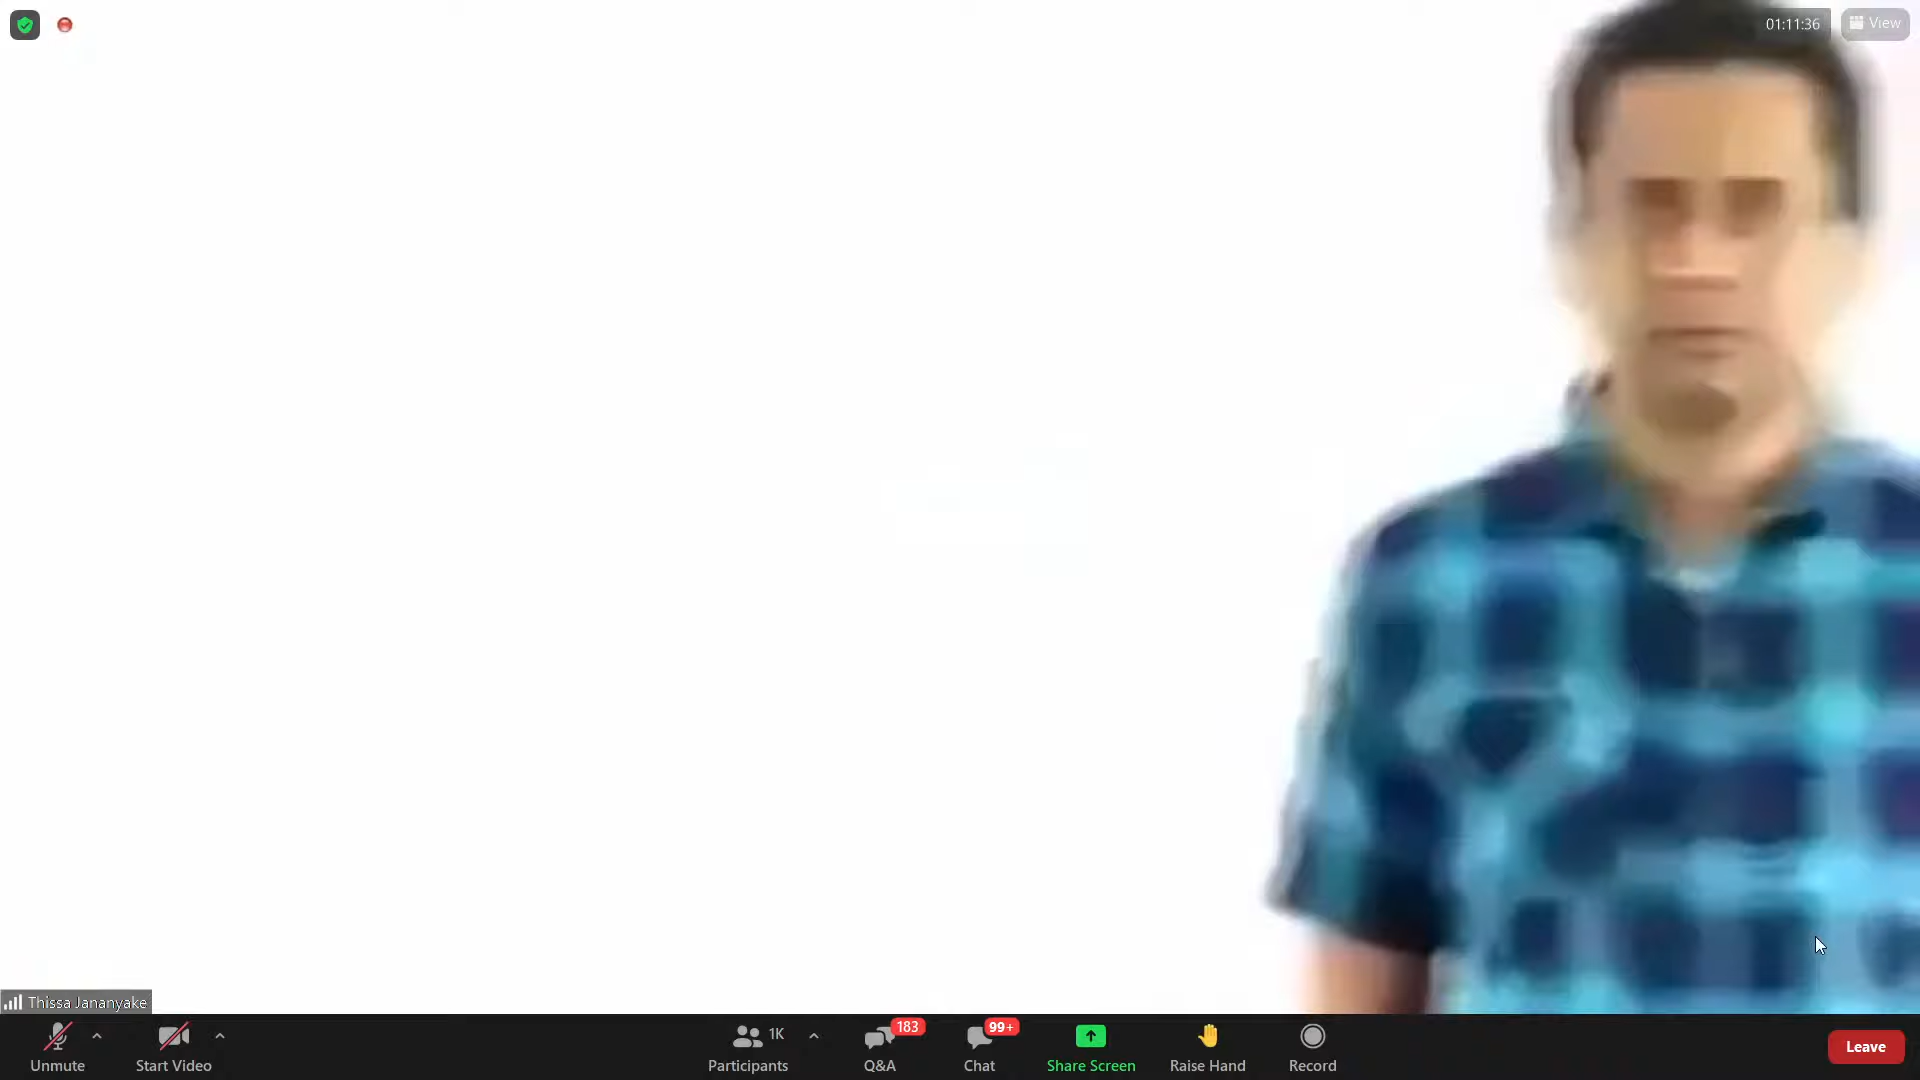 01:11:36
View
Thissa Jananyake
Unmute
Start Video
1K
Participants
183
Q&A
99+
Chat
Share Screen
Raise Hand
Record
Leave